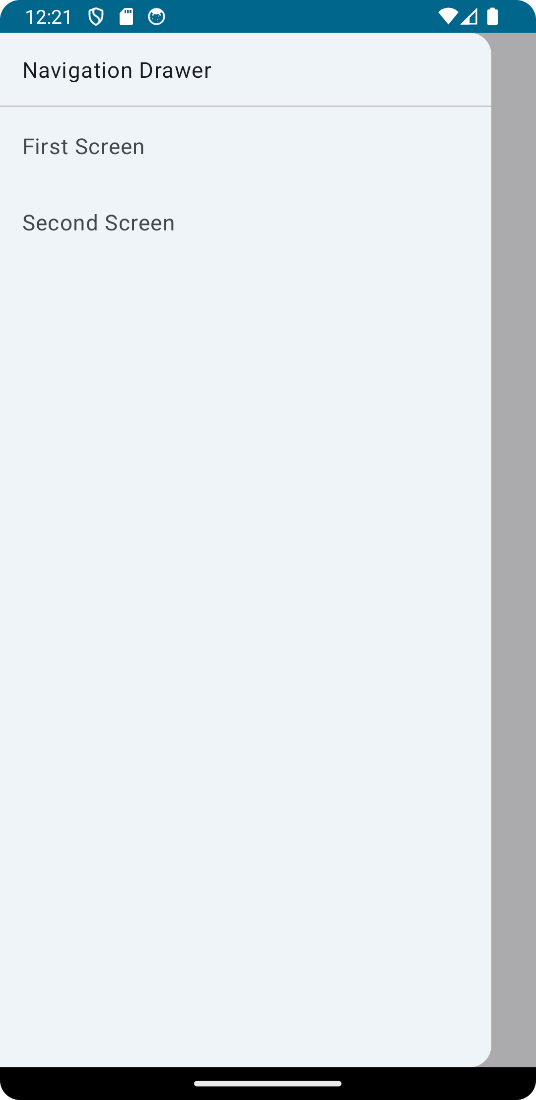 12:21
Navigation Drawer
First Screen
Second Screen